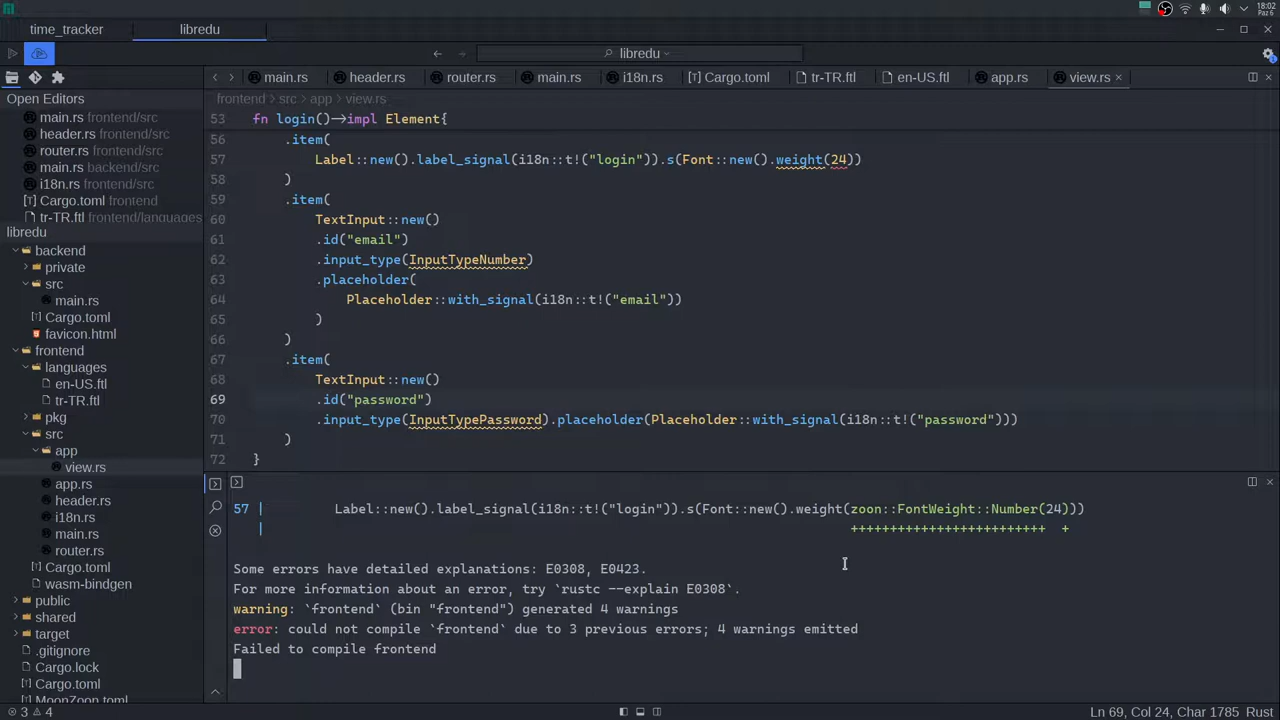 18:02
Paz 6
time_tracker
libredu
libredu
main.rs header.rs router.rs main.rs i18n.rs Cargo.toml tr-TR.ftl en-US.ftl app.rs view.rs ×
Open Editors
main.rs frontend/src
header.rs frontend/src
router.rs frontend/src
main.rs backend/src
i18n.rs frontend/src
Cargo.toml frontend
tr-TR.ftl frontend/languages
libredu
backend
private
src
main.rs
Cargo.toml
favicon.html
frontend
languages
en-US.ftl
tr-TR.ftl
pkg
src
app
view.rs
app.rs
header.rs
i18n.rs
main.rs
router.rs
Cargo.toml
wasm-bindgen
public
shared
target
.gitignore
Cargo.lock
Cargo.toml
MoonZoon.toml
frontend › src › app › view.rs
53 fn login()->impl Element{
56 .item(
57 Label::new().label_signal(i18n::t!("login")).s(Font::new().weight(24))
58 )
59 .item(
60 TextInput::new()
61 .id("email")
62 .input_type(InputTypeNumber)
63 .placeholder(
64 Placeholder::with_signal(i18n::t!("email"))
65 )
66 )
67 .item(
68 TextInput::new()
69 .id("password")
70 .input_type(InputTypePassword).placeholder(Placeholder::with_signal(i18n::t!("password")))
71 )
72 }
57 | Label::new().label_signal(i18n::t!("login")).s(Font::new().weight(zoon::FontWeight::Number(24)))
| +++++++++++++++++++++++++ +
Some errors have detailed explanations: E0308, E0423.
For more information about an error, try `rustc --explain E0308`.
warning: `frontend` (bin "frontend") generated 4 warnings
error: could not compile `frontend` due to 3 previous errors; 4 warnings emitted
Failed to compile frontend
3 4
Ln 69, Col 24, Char 1785 Rust